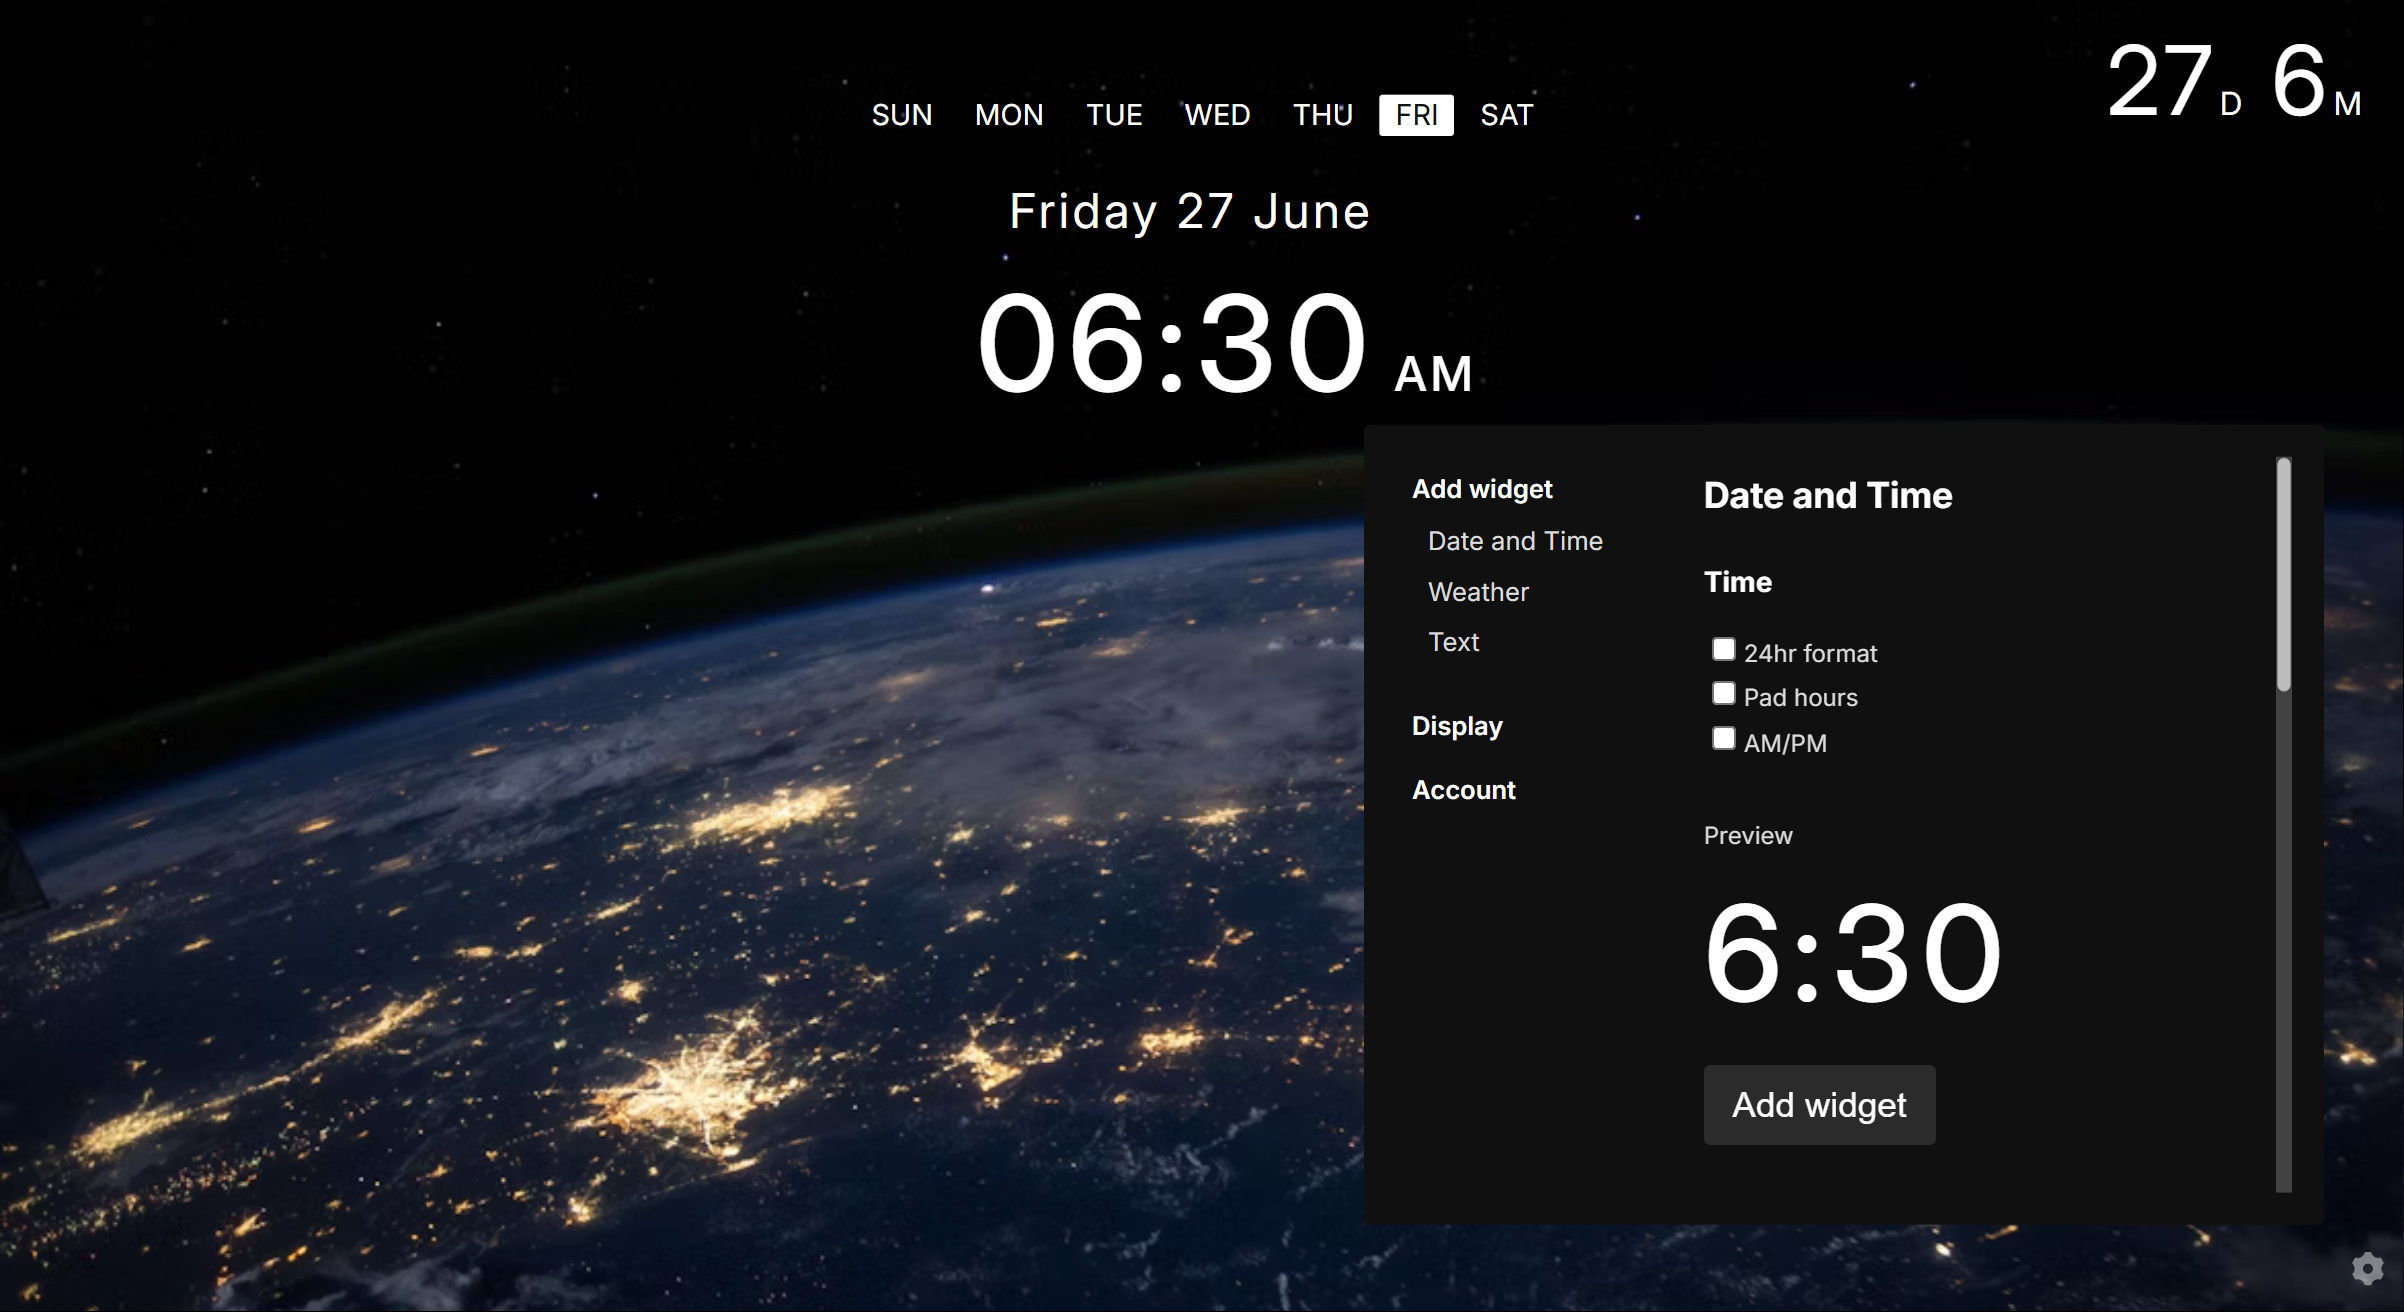 27 D 6 M
SUN MON TUE WED THU FRI SAT
Friday 27 June
06:30 AM
Add widget
Date and Time
Weather
Text
Display
Account
Date and Time
Time
24hr format
Pad hours
AM/PM
Preview
6:30
Add widget